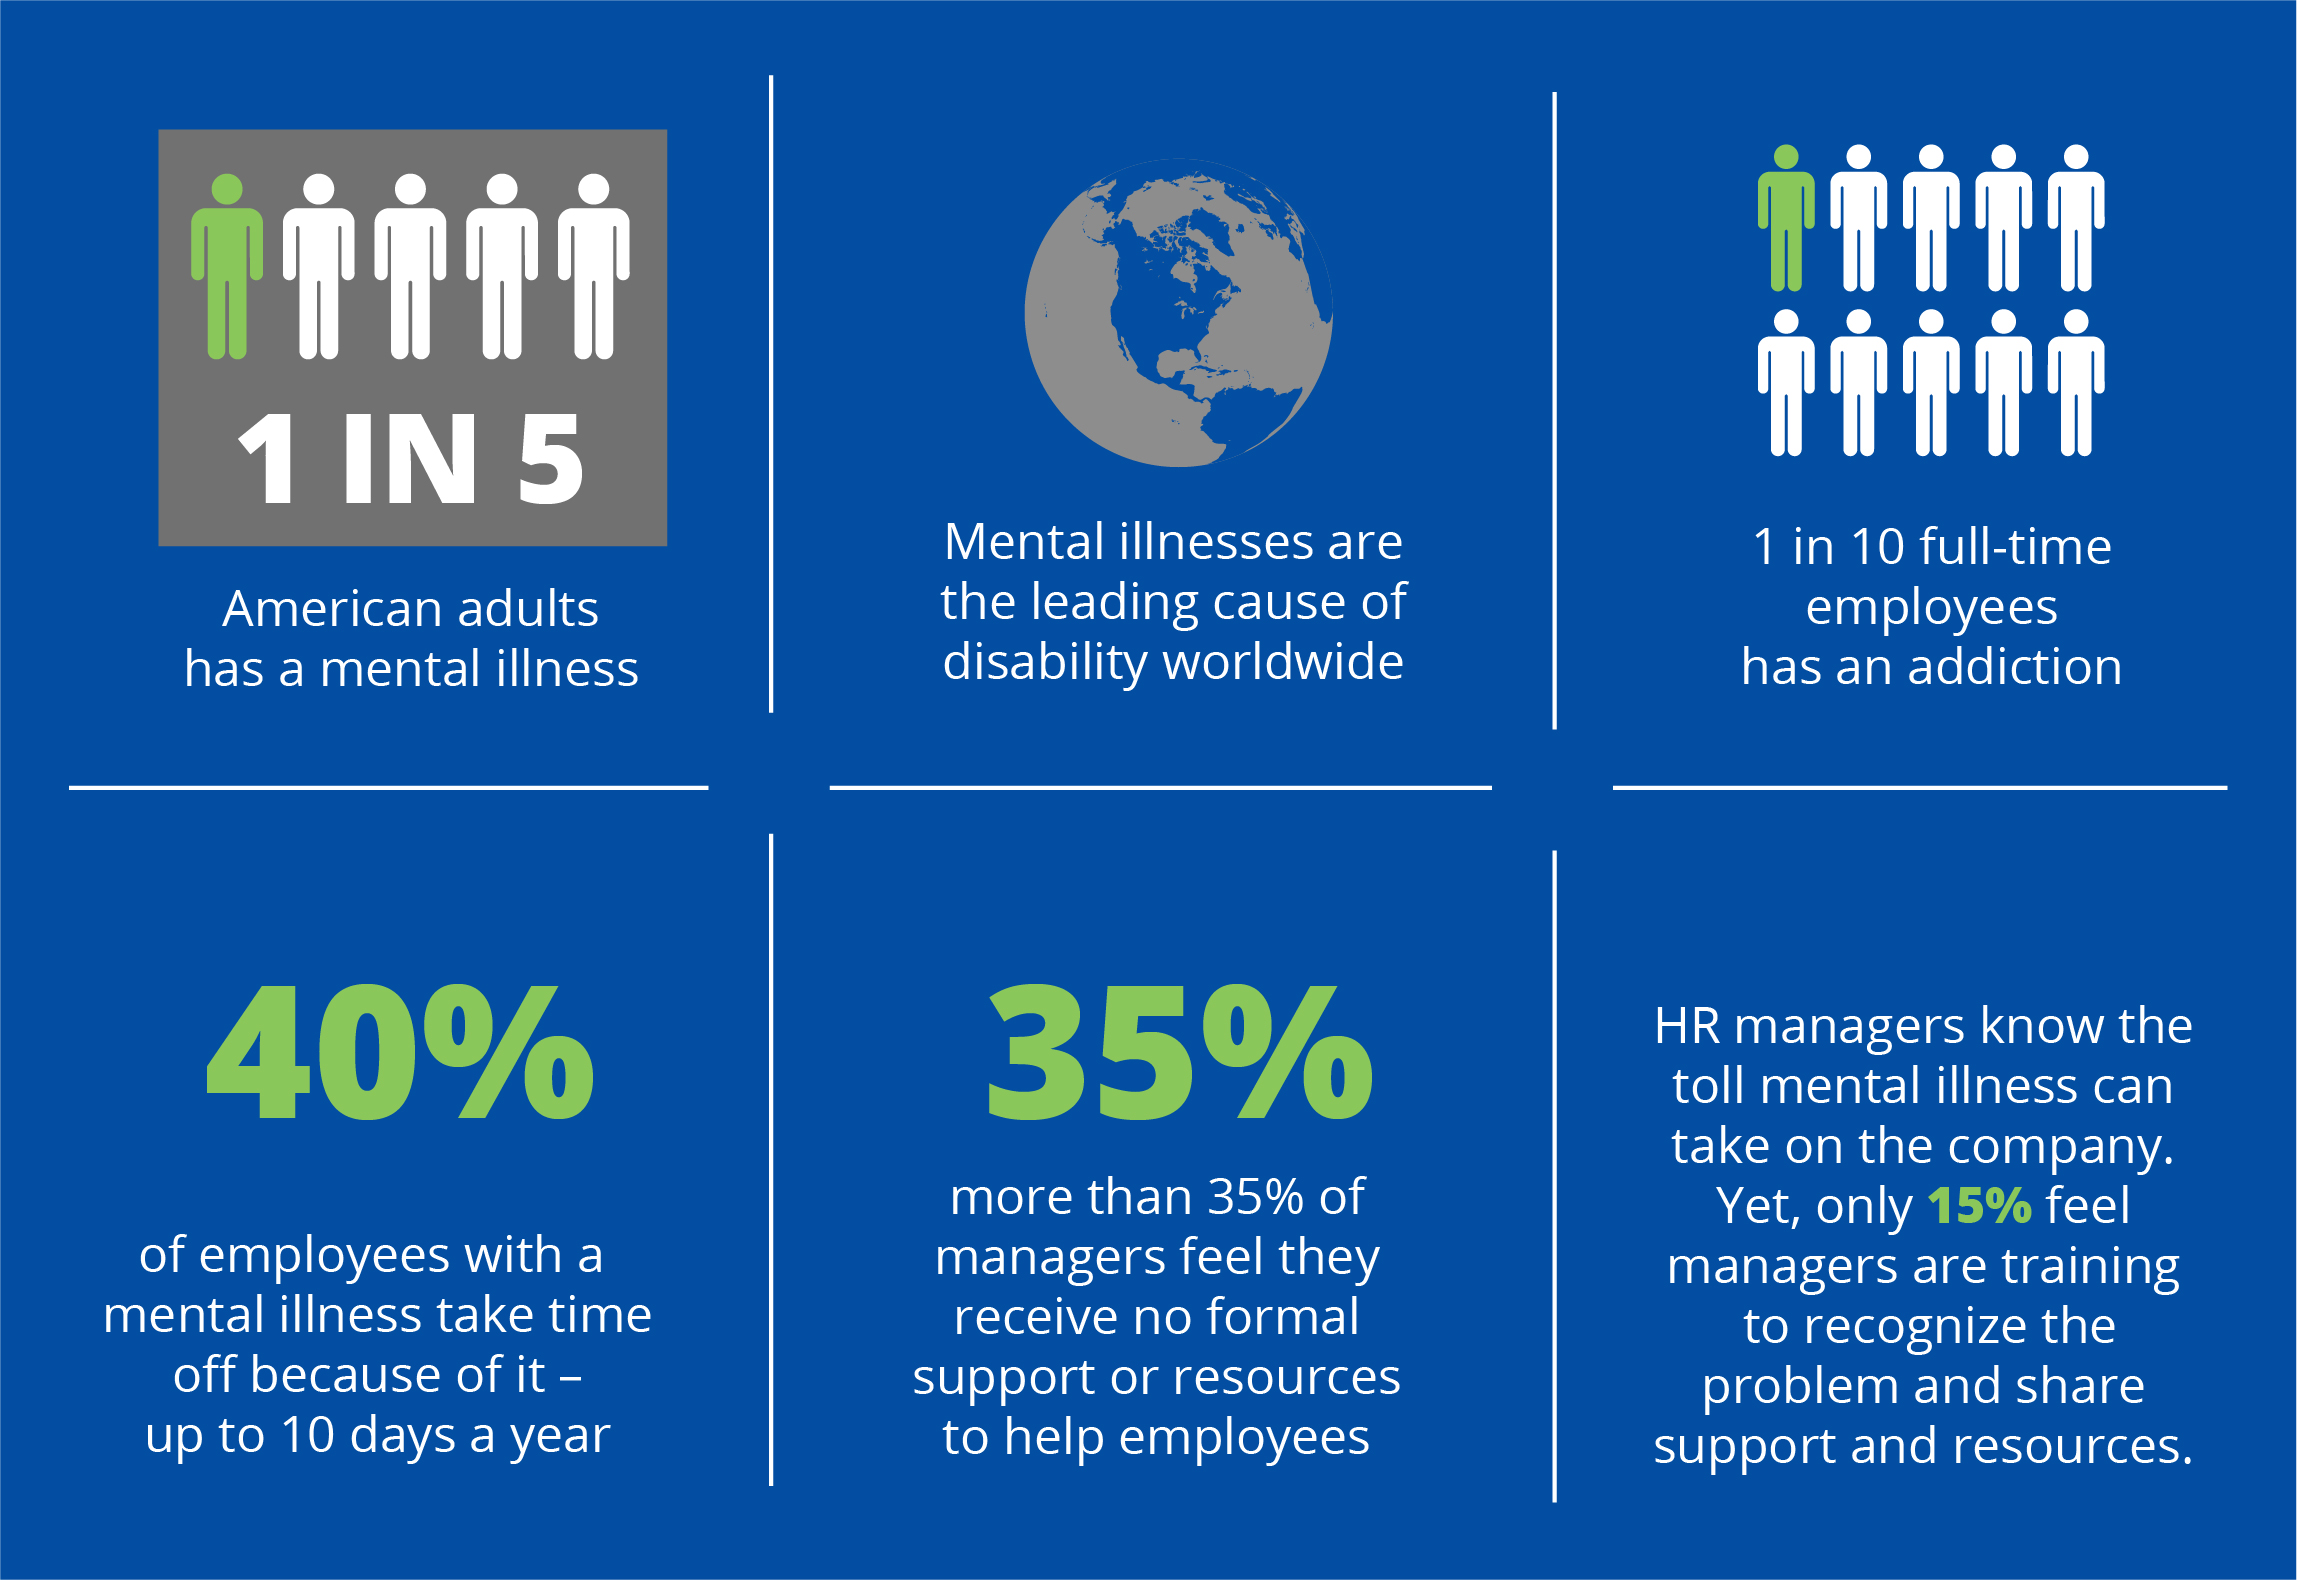 1 IN 5
American adults
has a mental illness
Mental illnesses are
the leading cause of
disability worldwide
1 in 10 full-time
employees
has an addiction
40%
of employees with a
mental illness take time
off because of it –
up to 10 days a year
35%
more than 35% of
managers feel they
receive no formal
support or resources
to help employees
HR managers know the
toll mental illness can
take on the company.
Yet, only 15% feel
managers are training
to recognize the
problem and share
support and resources.